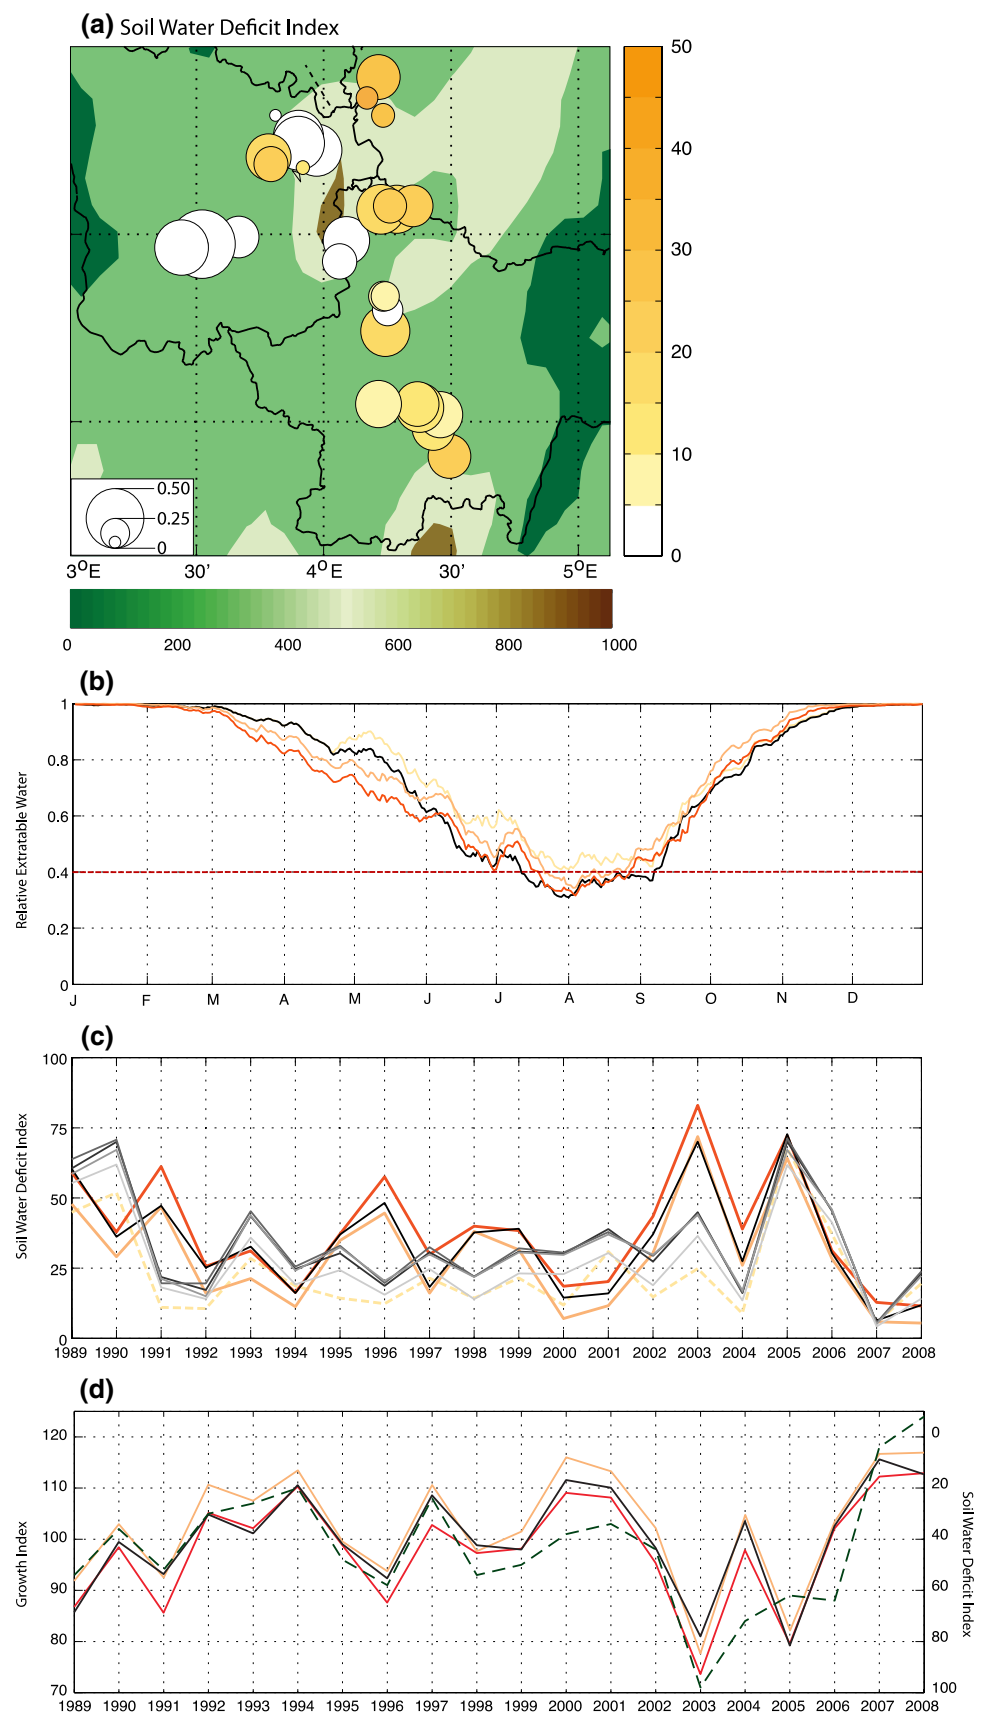 (a) Soil Water Deficit Index
50
40
30
20
10
0
0.50
0.25
0
3°E 30' 4°E 30' 5°E
0 200 400 600 800 1000
(b)
Relative Extratable Water
1
0.8
0.6
0.4
0.2
0
J F M A M J J A S O N D
(c)
Soil Water Deficit Index
100
75
50
25
0
1989 1990 1991 1992 1993 1994 1995 1996 1997 1998 1999 2000 2001 2002 2003 2004 2005 2006 2007 2008
(d)
Growth Index
120
110
100
90
80
70
0
20
40
60
80
100
Soil Water Deficit Index
1989 1990 1991 1992 1993 1994 1995 1996 1997 1998 1999 2000 2001 2002 2003 2004 2005 2006 2007 2008